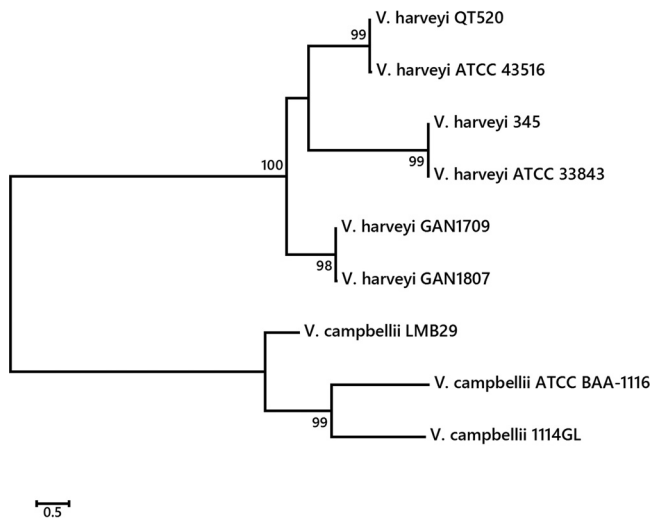 V. harveyi QT520
99
V. harveyi ATCC 43516
V. harveyi 345
99
V. harveyi ATCC 33843
100
V. harveyi GAN1709
98
V. harveyi GAN1807
V. campbellii LMB29
V. campbellii ATCC BAA-1116
99
V. campbellii 1114GL
0.5